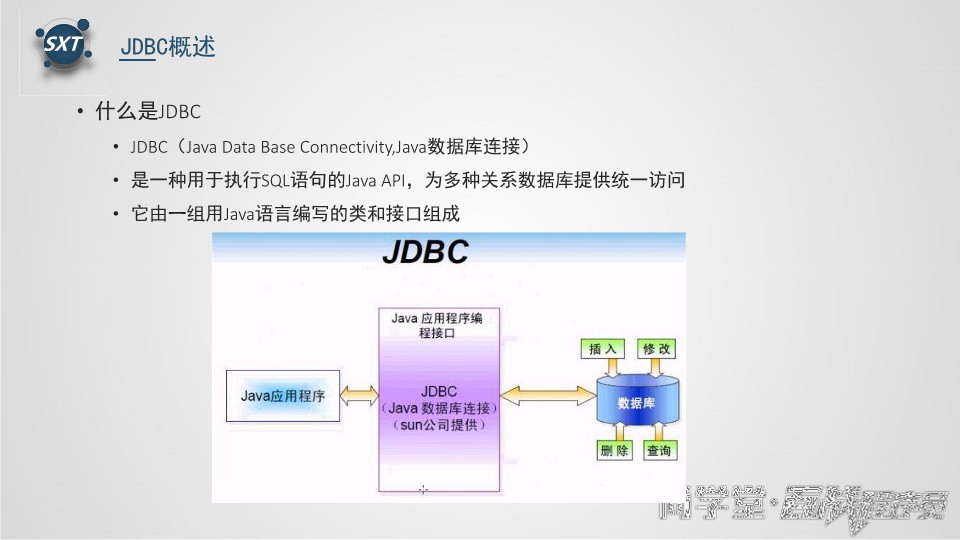 SXT
JDBC概述
• 什么是JDBC
• JDBC（Java Data Base Connectivity,Java数据库连接）
• 是一种用于执行SQL语句的Java API，为多种关系数据库提供统一访问
• 它由一组用Java语言编写的类和接口组成
JDBC
Java 应用程序编
程接口
插 入
修 改
Java应用程序
JDBC
（Java 数据库连接）
（sun公司提供）
数据库
删 除
查询